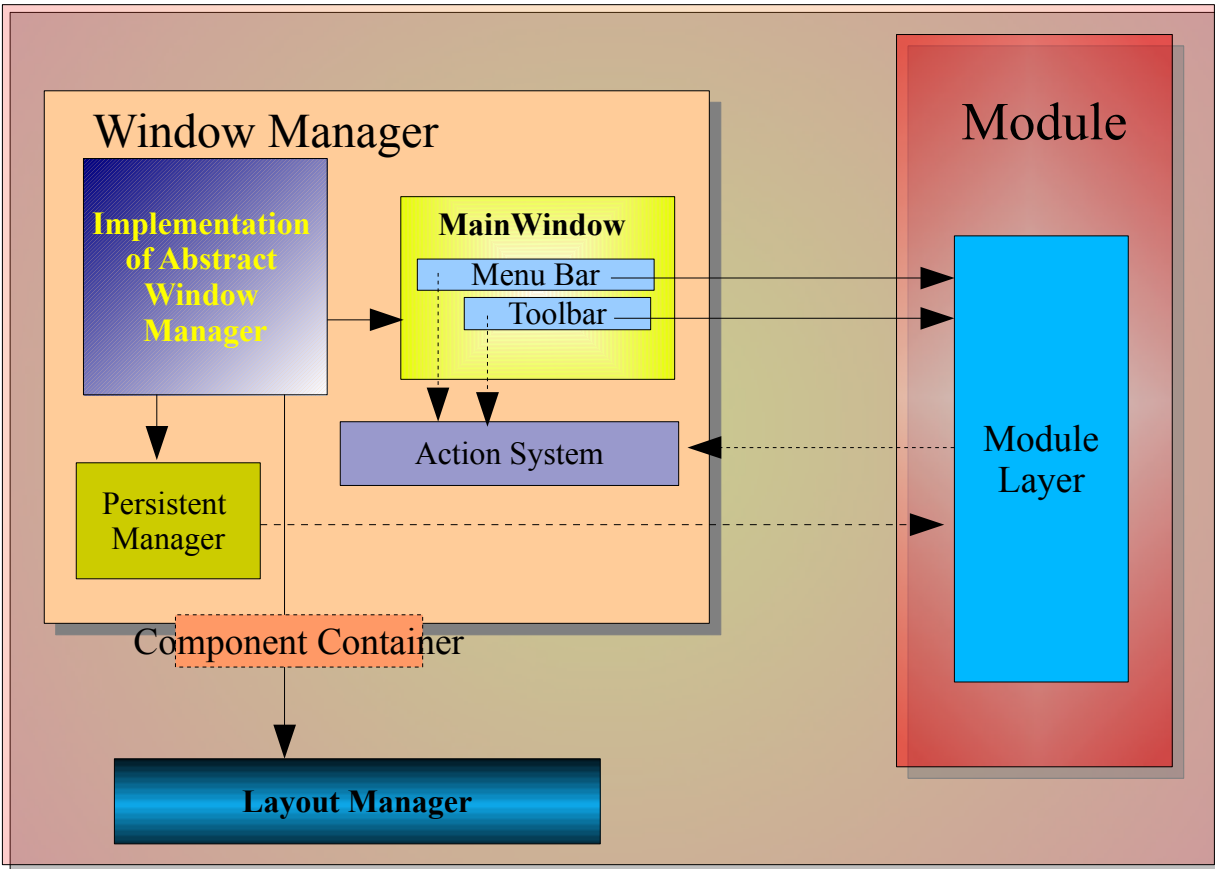 Window Manager
Module
Implementation
of Abstract
Window
Manager
MainWindow
Menu Bar
Toolbar
Action System
Module
Layer
Persistent
Manager
Component Container
Layout Manager